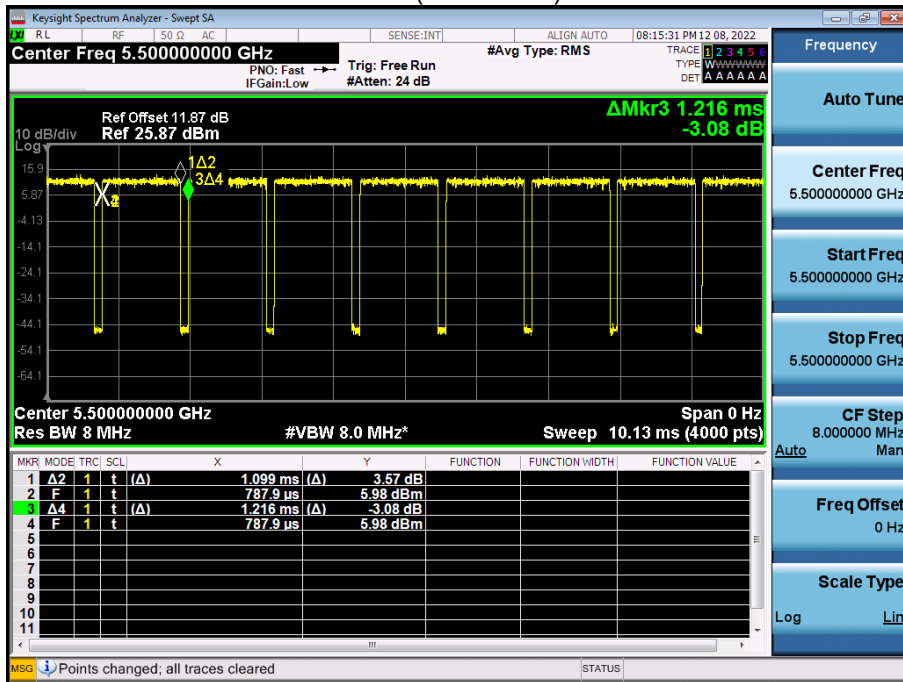 Keysight Spectrum Analyzer - Swept SA
LXI RL RF 50 Ω AC SENSE:INT ALIGN AUTO 08:15:31 PM 12 08, 2022
Center Freq 5.500000000 GHz #Avg Type: RMS TRACE 1 2 3 4 5 6
PNO: Fast Trig: Free Run TYPE WWWWWW
IFGain:Low #Atten: 24 dB DET A A A A A A
Frequency
ΔMkr3 1.216 ms
-3.08 dB
Ref Offset 11.87 dB
10 dB/div Ref 25.87 dBm
Log
1Δ2
3Δ4
15.9
5.87
-4.13
-14.1
-24.1
-34.1
-44.1
-54.1
-64.1
Center 5.500000000 GHz Span 0 Hz
Res BW 8 MHz #VBW 8.0 MHz* Sweep 10.13 ms (4000 pts)
MKR MODE TRC SCL X Y FUNCTION FUNCTION WIDTH FUNCTION VALUE
1 Δ2 1 t (Δ) 1.099 ms (Δ) 3.57 dB
2 F 1 t 787.9 µs 5.98 dBm
3 Δ4 1 t (Δ) 1.216 ms (Δ) -3.08 dB
4 F 1 t 787.9 µs 5.98 dBm
5
6
7
8
9
10
11
MSG Points changed; all traces cleared STATUS
Auto Tune
Center Freq
5.500000000 GHz
Start Freq
5.500000000 GHz
Stop Freq
5.500000000 GHz
CF Step
8.000000 MHz
Auto Man
Freq Offset
0 Hz
Scale Type
Log Lin